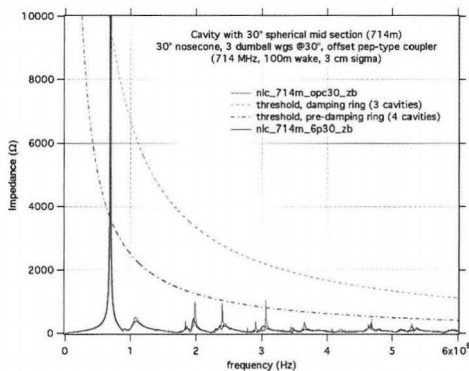 Cavity with 30° spherical mid section (714m)
30° nosecone, 3 dumbell wgs @30°, offset pep-type coupler
(714 MHz, 100m wake, 3 cm sigma)
nlc_714m_opc30_zb
threshold, damping ring (3 cavities)
threshold, pre-damping ring (4 cavities)
nlc_714m_6p30_zb
Impedance (Ω)
10000
8000
6000
4000
2000
0
0
1
2
3
4
5
frequency (Hz)